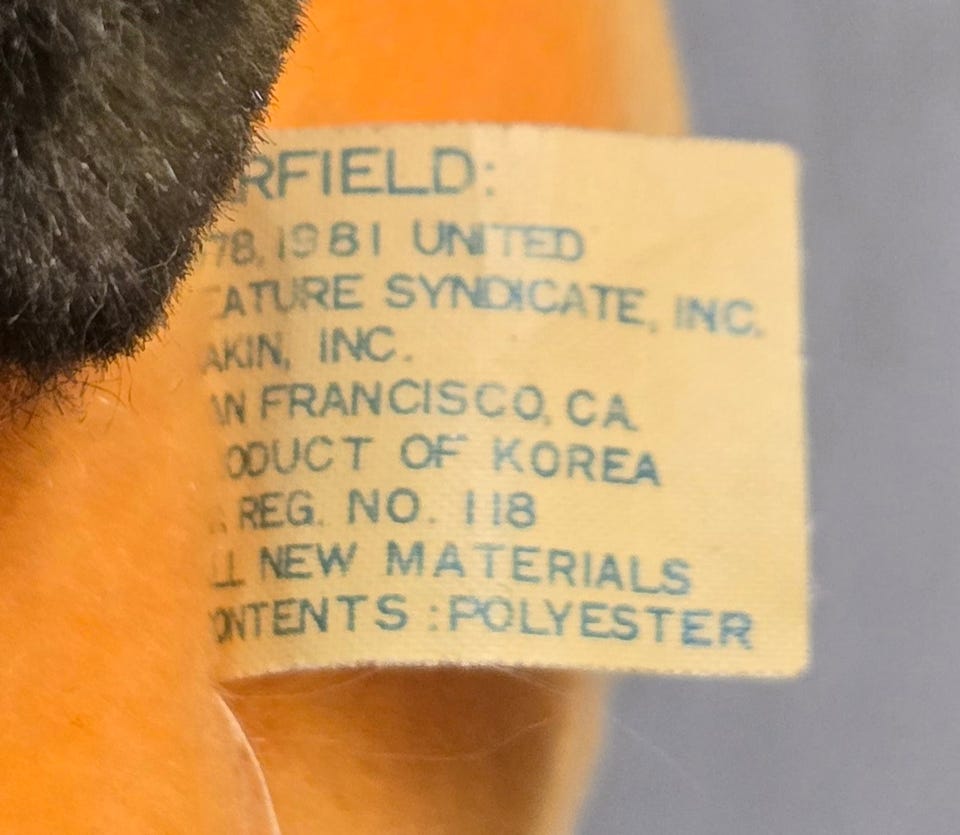 RFIELD:
78, 1981 UNITED
EATURE SYNDICATE, INC.
AKIN, INC.
AN FRANCISCO, CA.
ODUCT OF KOREA
. REG. NO. 118
LL NEW MATERIALS
ONTENTS : POLYESTER